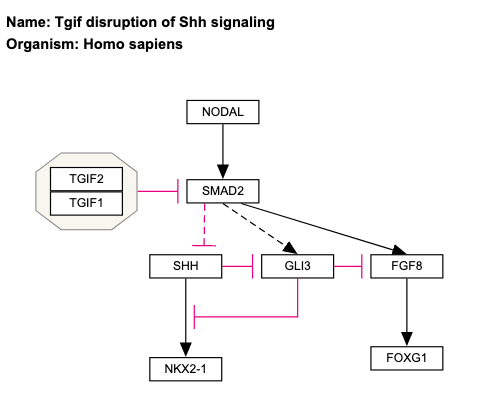 Name: Tgif disruption of Shh signaling
Organism: Homo sapiens
NODAL
TGIF2
SMAD2
TGIF1
SHH
GLI3
FGF8
FOXG1
NKX2-1